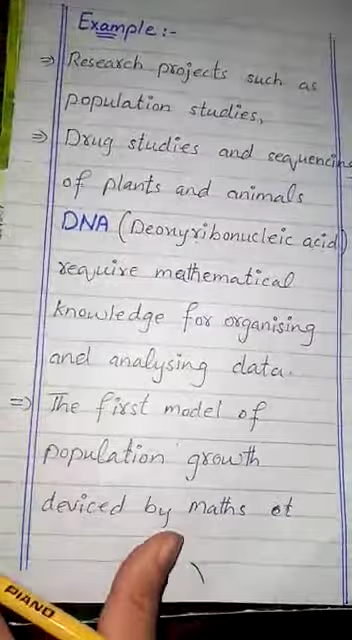 Example:-
⇒ Research projects such as
population studies,
⇒ Drug studies and sequencing
of plants and animals
DNA (Deonyribonucleic acid)
require mathematical
knowledge for organising
and analysing data.
⇒ The first model of
population growth
deviced by maths ot
PIANO